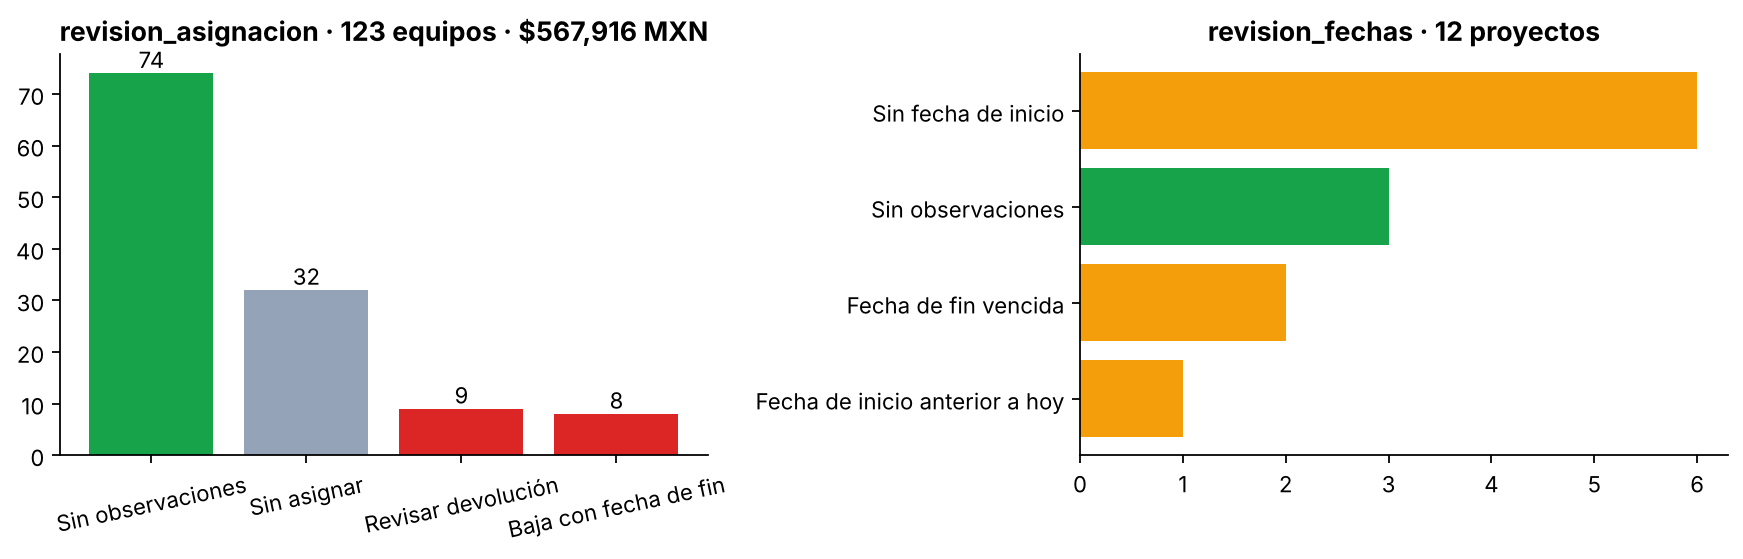 revision_asignacion · 123 equipos · $567,916 MXN
74
32
9
8
70
60
50
40
30
20
10
0
Sin observaciones
Sin asignar
Revisar devolución
Baja con fecha de fin
revision_fechas · 12 proyectos
Sin fecha de inicio
Sin observaciones
Fecha de fin vencida
Fecha de inicio anterior a hoy
0 1 2 3 4 5 6